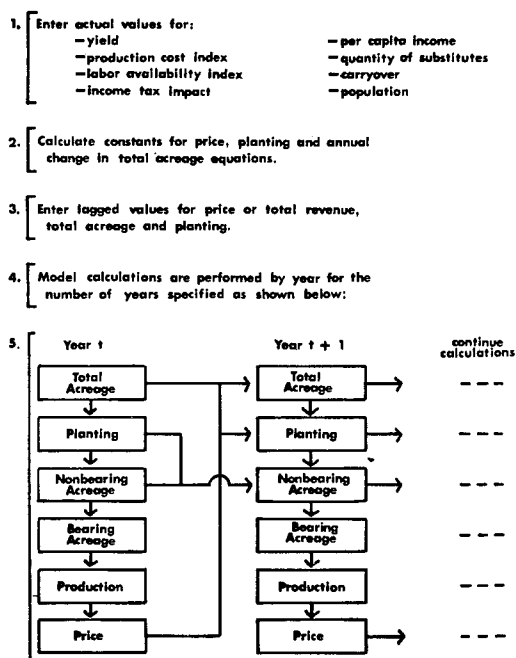 1. Enter actual values for:
—yield —per capita income
—production cost index —quantity of substitutes
—labor availability index —carryover
—income tax impact —population
2. Calculate constants for price, planting and annual
change in total acreage equations.
3. Enter lagged values for price or total revenue,
total acreage and planting.
4. Model calculations are performed by year for the
number of years specified as shown below:
5. Year t Year t + 1 continue
calculations
Total
Acreage
Total
Acreage
Planting Planting
Nonbearing
Acreage
Nonbearing
Acreage
Bearing
Acreage
Bearing
Acreage
Production Production
Price Price